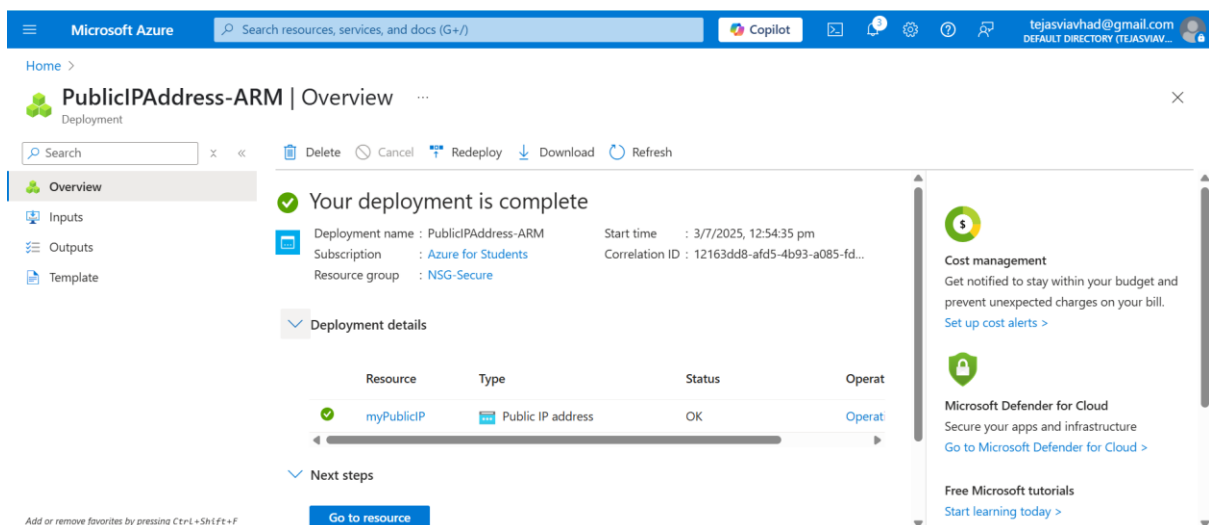 Microsoft Azure
Search resources, services, and docs (G+/)
Copilot
3
tejasviavhad@gmail.com
DEFAULT DIRECTORY (TEJASVIAV...
Home >
PublicIPAddress-ARM | Overview ...
Deployment
Search
Delete Cancel Redeploy Download Refresh
Overview
Inputs
Outputs
Template
Your deployment is complete
Deployment name : PublicIPAddress-ARM
Subscription : Azure for Students
Resource group : NSG-Secure
Start time : 3/7/2025, 12:54:35 pm
Correlation ID : 12163dd8-afd5-4b93-a085-fd...
Deployment details
Resource Type Status Operat
myPublicIP Public IP address OK Operati
Next steps
Go to resource
Cost management
Get notified to stay within your budget and
prevent unexpected charges on your bill.
Set up cost alerts >
Microsoft Defender for Cloud
Secure your apps and infrastructure
Go to Microsoft Defender for Cloud >
Free Microsoft tutorials
Start learning today >
Add or remove favorites by pressing Ctrl+Shift+F